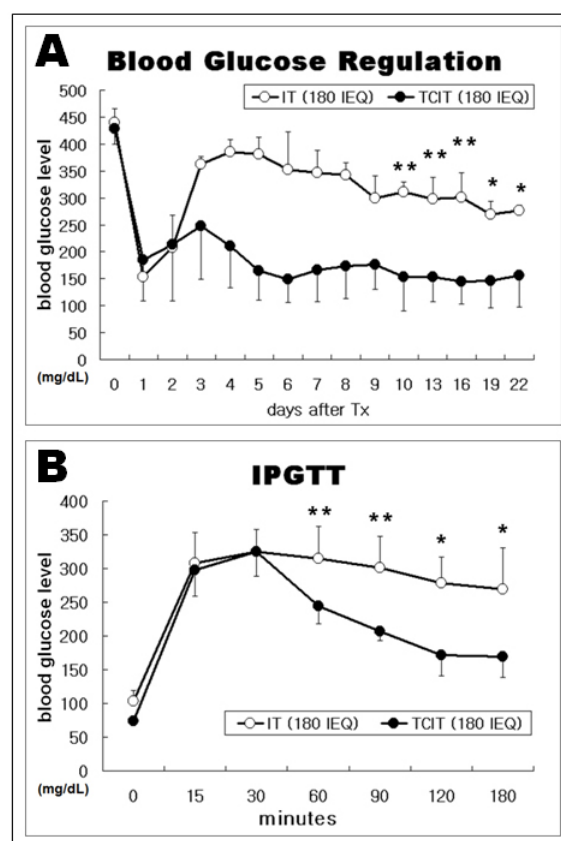 A
Blood Glucose Regulation
IT (180 IEQ) TCIT (180 IEQ)
500
450
400
350
300
250
200
150
100
50
0
blood glucose level
(mg/dL)
** ** ** * *
0 1 2 3 4 5 6 7 8 9 10 13 16 19 22
days after Tx
B
IPGTT
400
350
300
250
200
150
100
50
0
blood glucose level
(mg/dL)
** ** * *
IT (180 IEQ) TCIT (180 IEQ)
0 15 30 60 90 120 180
minutes